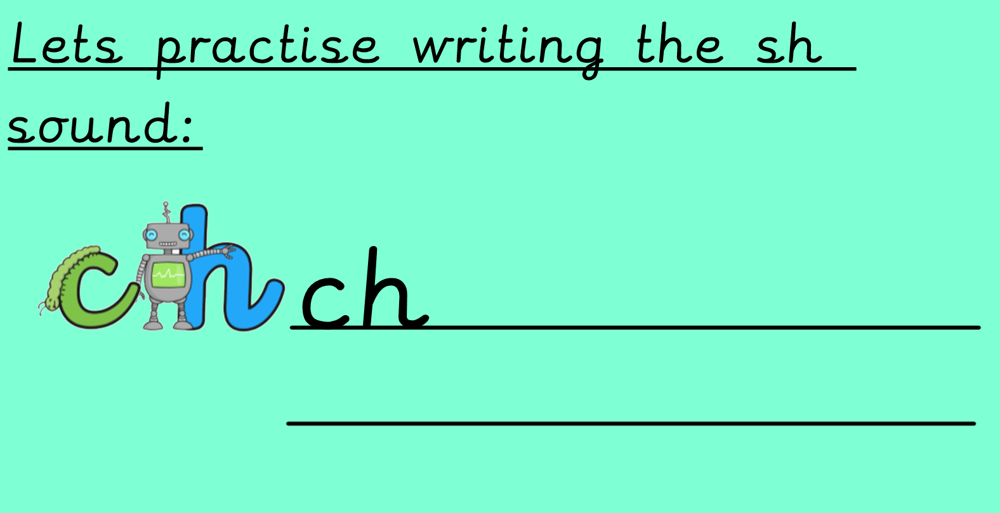 Lets practise writing the sh
sound:
ch ch